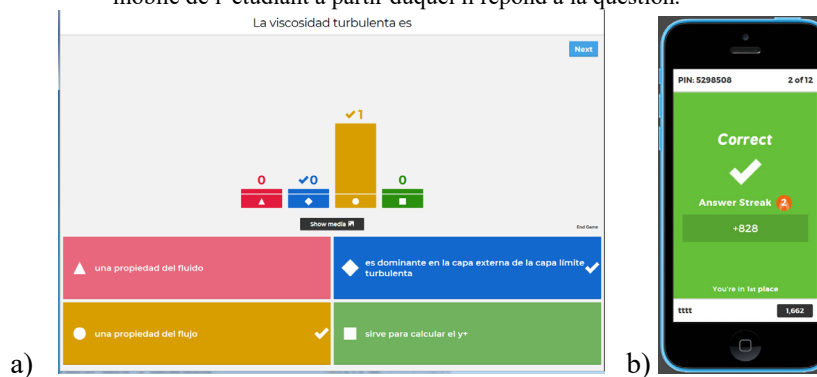 mobile de l'étudiant à partir duquel il répond à la question.
La viscosidad turbulenta es
Next
✓1
0
✓0
0
Show media
End Game
una propiedad del fluido
es dominante en la capa externa de la capa límite
turbulenta
una propiedad del flujo
sirve para calcular el y+
a)
PIN: 5298508
2 of 12
Correct
Answer Streak 2
+828
You're in 1st place
tttt
1,662
b)